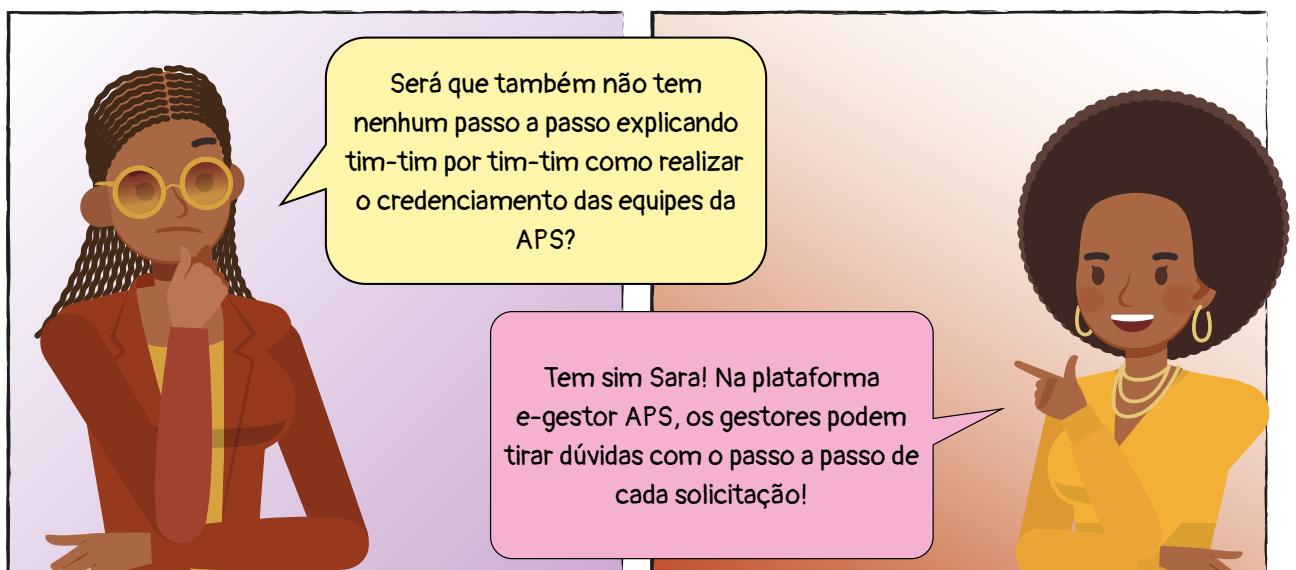 Será que também não tem
nenhum passo a passo explicando
tim-tim por tim-tim como realizar
o credenciamento das equipes da
APS?
Tem sim Sara! Na plataforma
e-gestor APS, os gestores podem
tirar dúvidas com o passo a passo de
cada solicitação!